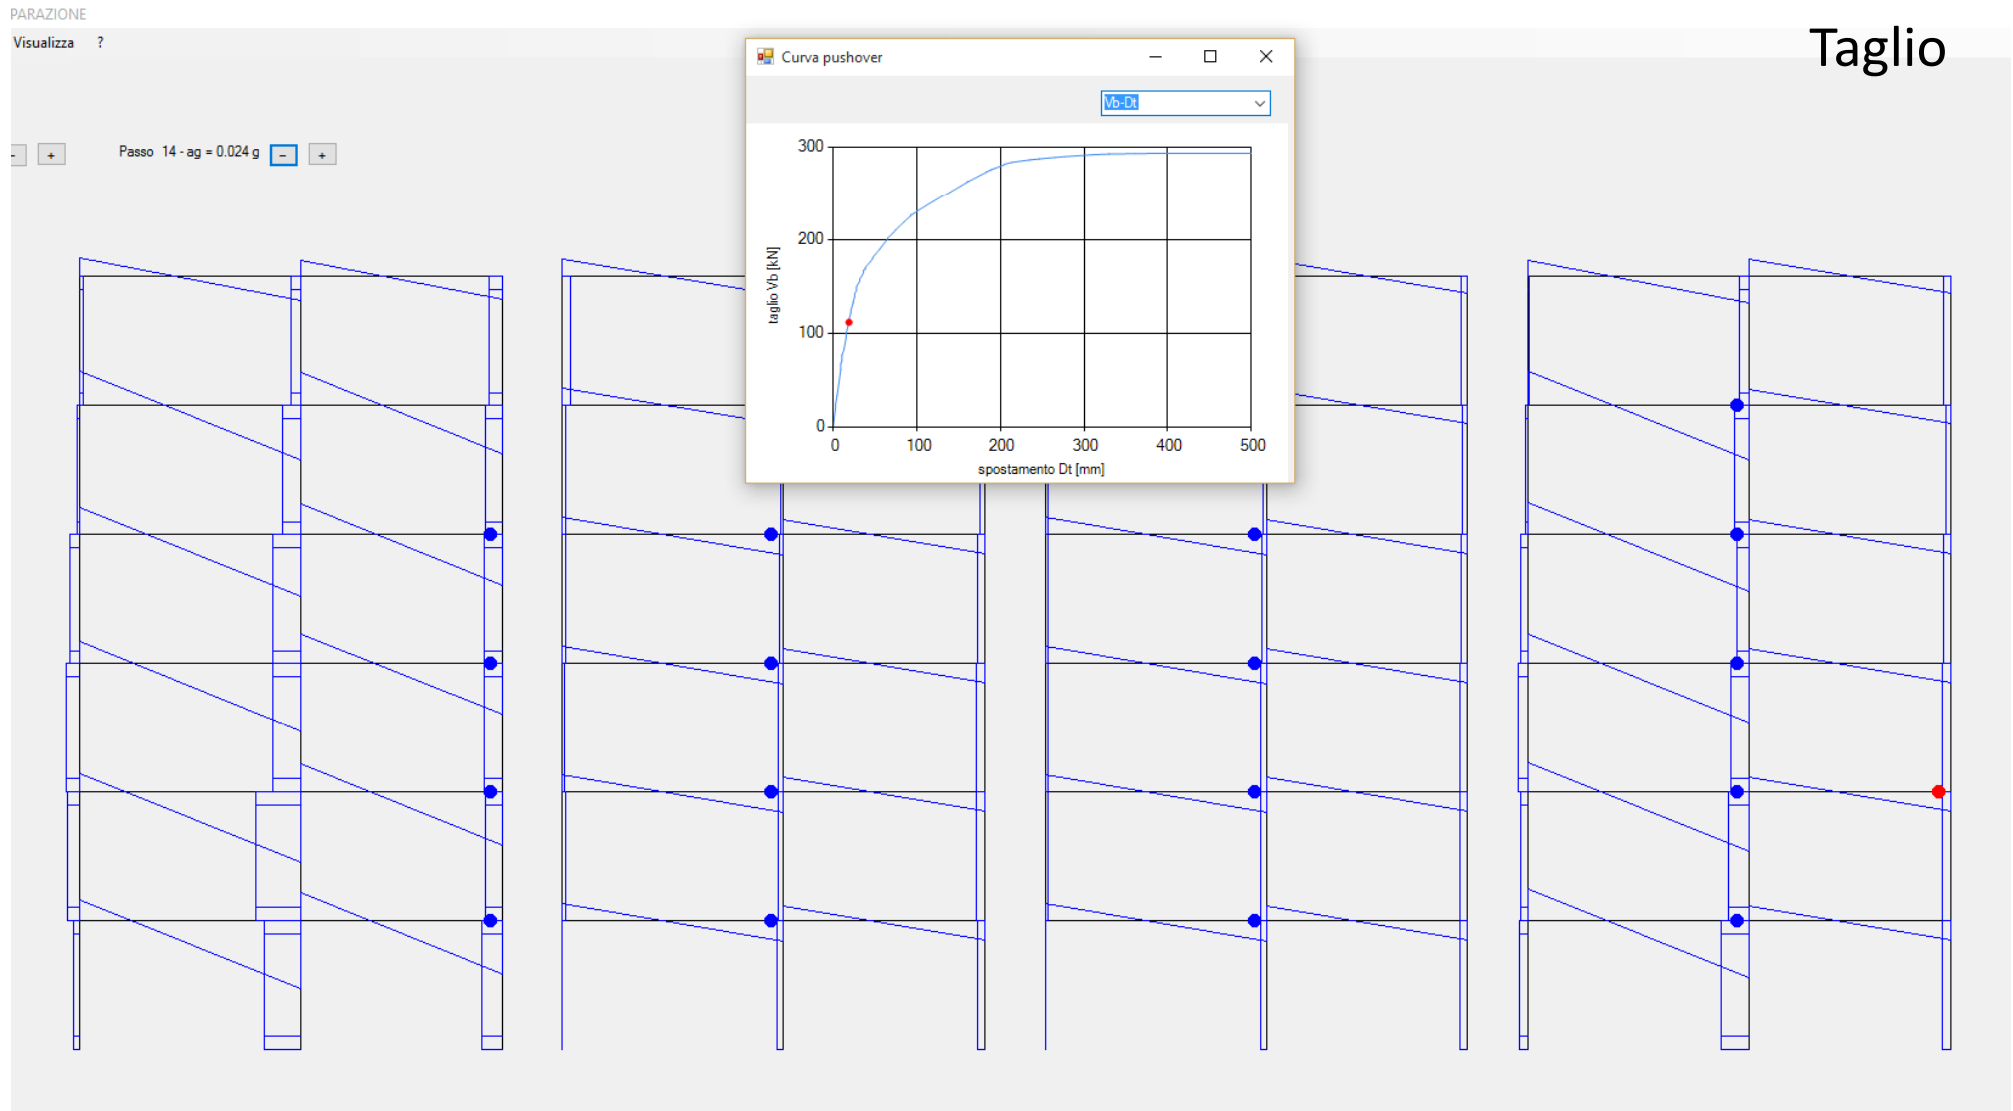 PARAZIONE
Visualizza ?
Taglio
Curva pushover
Vb-Dt
- + Passo 14 - ag = 0.024 g - +
taglio Vb [kN]
300
200
100
0
0 100 200 300 400 500
spostamento Dt [mm]